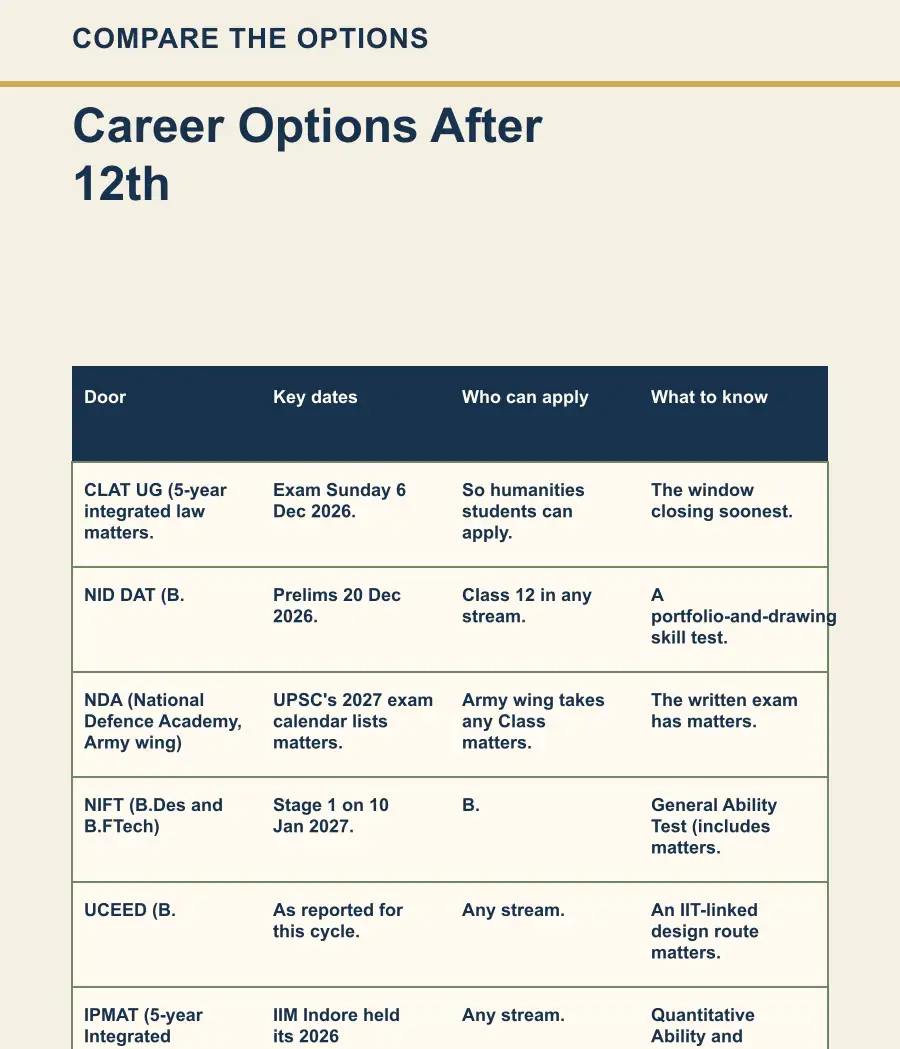 COMPARE THE OPTIONS
Career Options After
12th
Door
Key dates
Who can apply
What to know
CLAT UG (5-year
integrated law
matters.
Exam Sunday 6
Dec 2026.
So humanities
students can
apply.
The window
closing soonest.
NID DAT (B.
Prelims 20 Dec
2026.
Class 12 in any
stream.
A
portfolio-and-drawing
skill test.
NDA (National
Defence Academy,
Army wing)
UPSC's 2027 exam
calendar lists
matters.
Army wing takes
any Class
matters.
The written exam
has matters.
NIFT (B.Des and
B.FTech)
Stage 1 on 10
Jan 2027.
B.
General Ability
Test (includes
matters.
UCEED (B.
As reported for
this cycle.
Any stream.
An IIT-linked
design route
matters.
IPMAT (5-year
Integrated
IIM Indore held
its 2026
Any stream.
Quantitative
Ability and